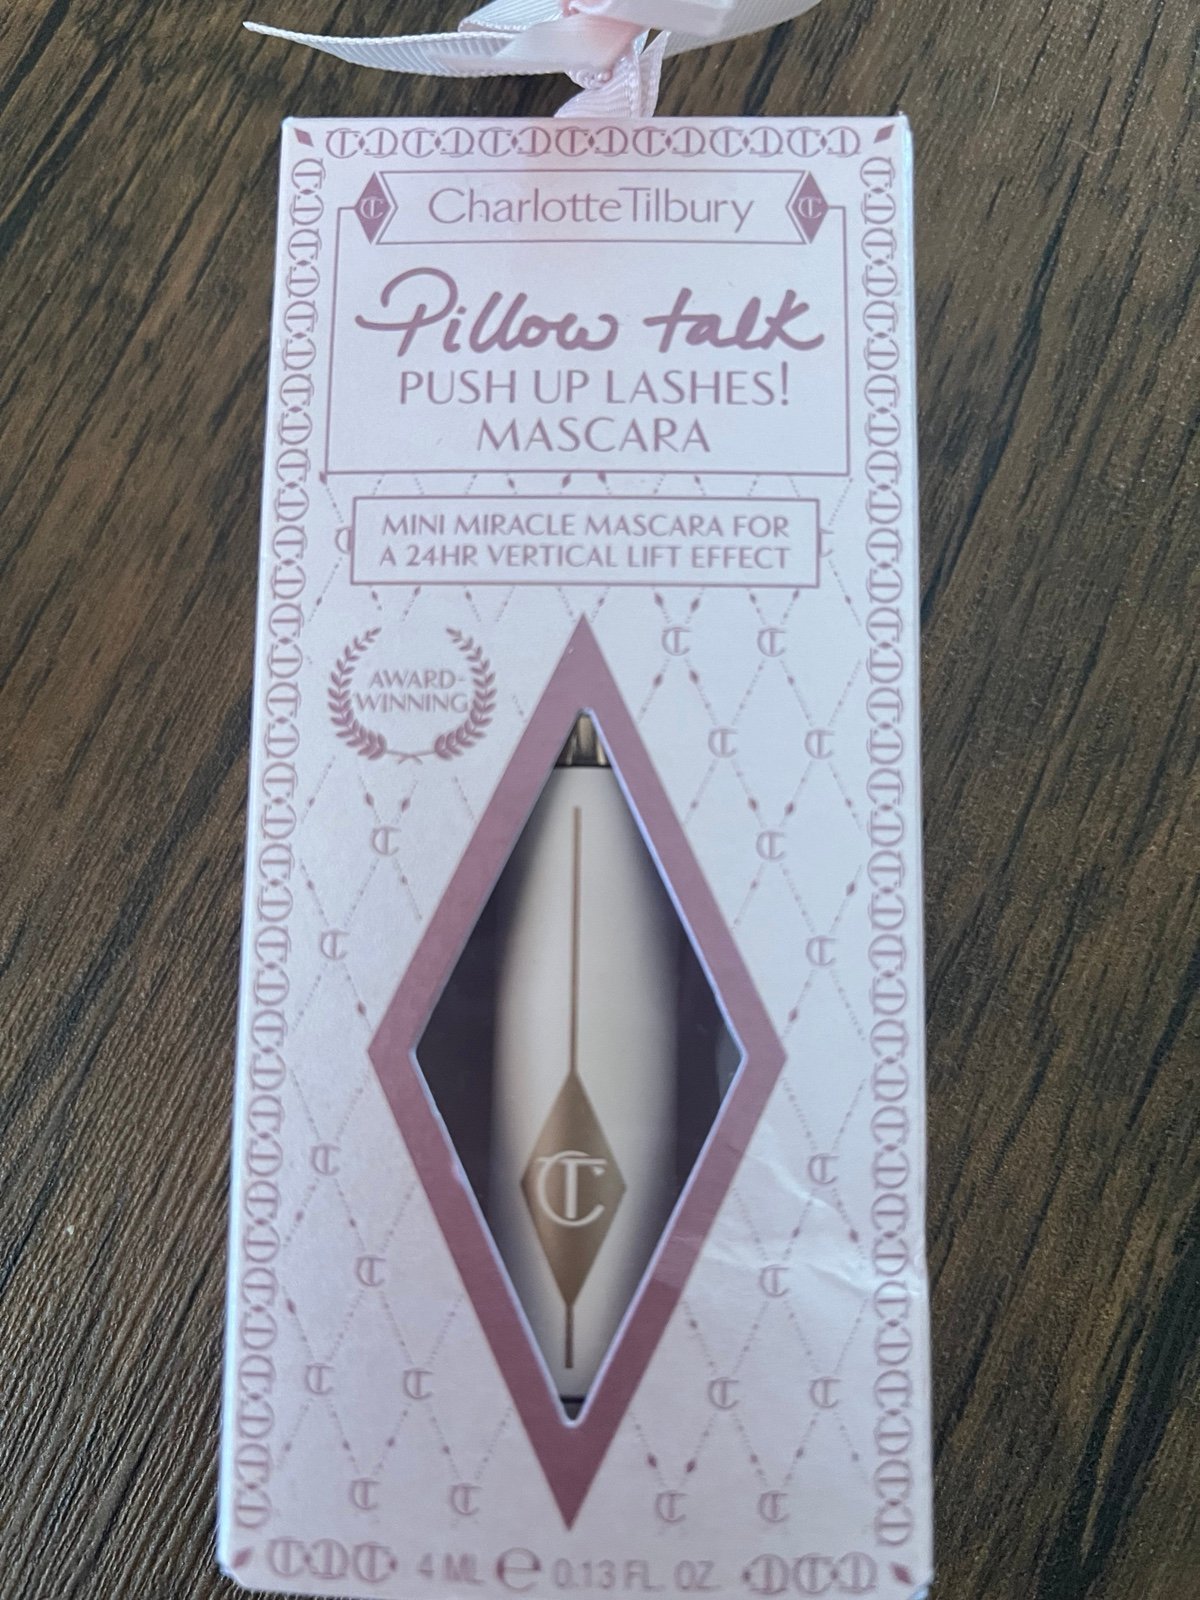 CharlotteTilbury
Pillow talk
PUSH UP LASHES!
MASCARA
MINI MIRACLE MASCARA FOR
A 24HR VERTICAL LIFT EFFECT
AWARD-
WINNING
CT
4 ML ℮ 0.13 FL. OZ.